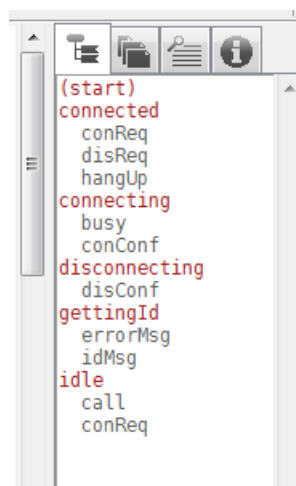 (start)
connected
conReq
disReq
hangUp
connecting
busy
conConf
disconnecting
disConf
gettingId
errorMsg
idMsg
idle
call
conReq